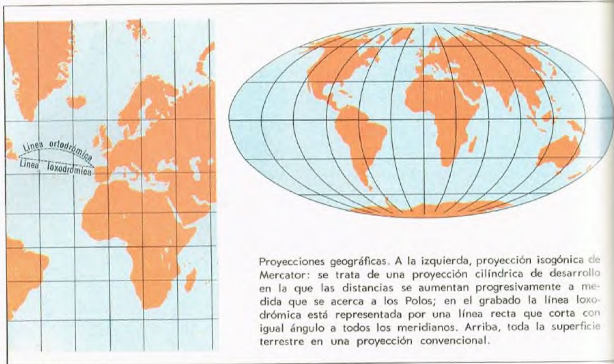 Línea ortodrómica
Línea loxodrómica
Proyecciones geográficas. A la izquierda, proyección isogónica de
Mercator: se trata de una proyección cilíndrica de desarrollo
en la que las distancias se aumentan progresivamente a me-
dida que se acerca a los Polos; en el grabado la línea loxo-
drómica está representada por una línea recta que corta con
igual ángulo a todos los meridianos. Arriba, toda la superficie
terrestre en una proyección convencional.